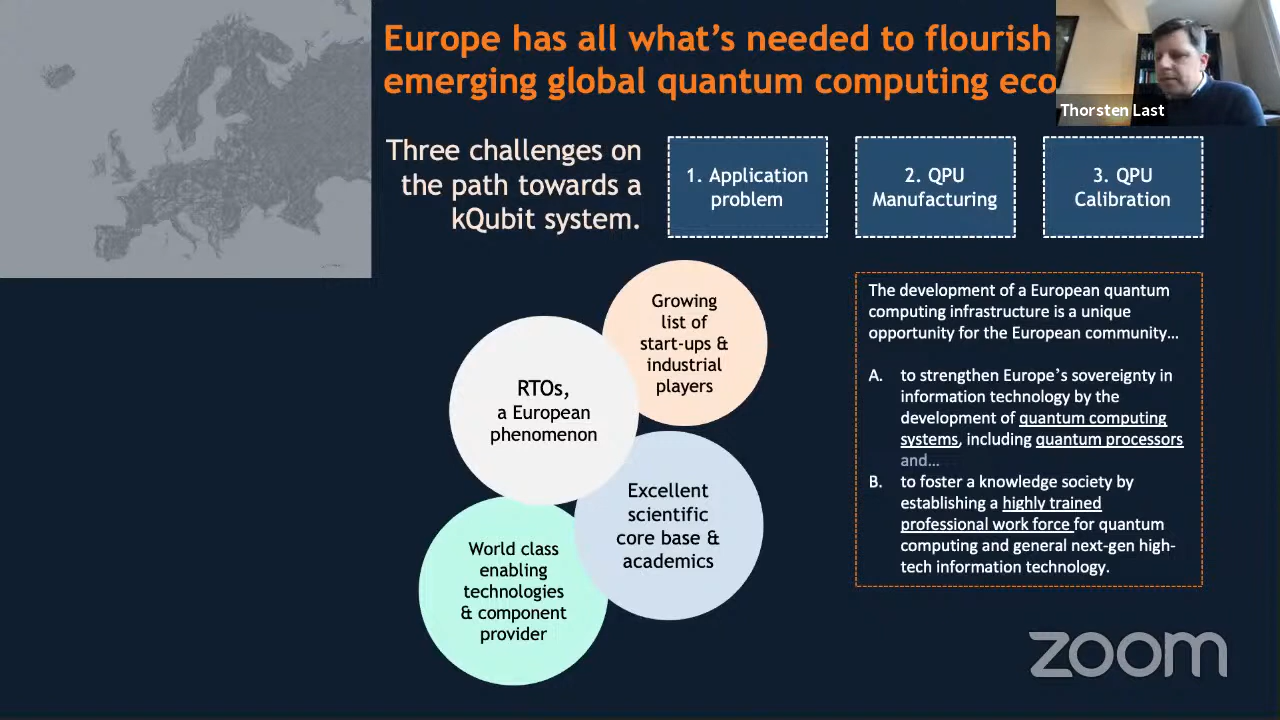 Europe has all what's needed to flourish
emerging global quantum computing eco
Thorsten Last
Three challenges on
the path towards a
kQubit system.
1. Application
problem
2. QPU
Manufacturing
3. QPU
Calibration
Growing
list of
start-ups &
industrial
players
RTOs,
a European
phenomenon
Excellent
scientific
core base &
academics
World class
enabling
technologies
& component
provider
The development of a European quantum
computing infrastructure is a unique
opportunity for the European community…
A. to strengthen Europe's sovereignty in
information technology by the
development of quantum computing
systems, including quantum processors
and…
B. to foster a knowledge society by
establishing a highly trained
professional work force for quantum
computing and general next-gen high-
tech information technology.
zoom